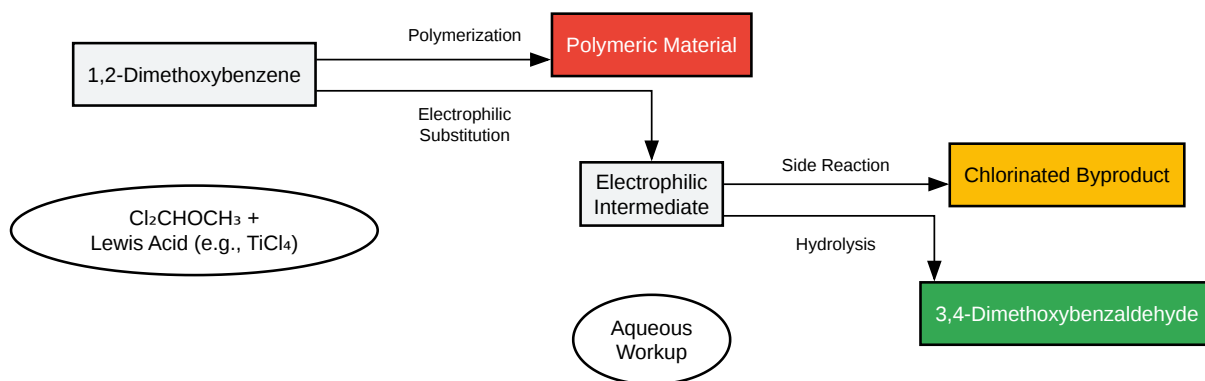 Polymerization
Polymeric Material
1,2-Dimethoxybenzene
Electrophilic
Substitution
Electrophilic
Intermediate
Side Reaction
Chlorinated Byproduct
Cl₂CHOCH₃ +
Lewis Acid (e.g., TiCl₄)
Hydrolysis
3,4-Dimethoxybenzaldehyde
Aqueous
Workup